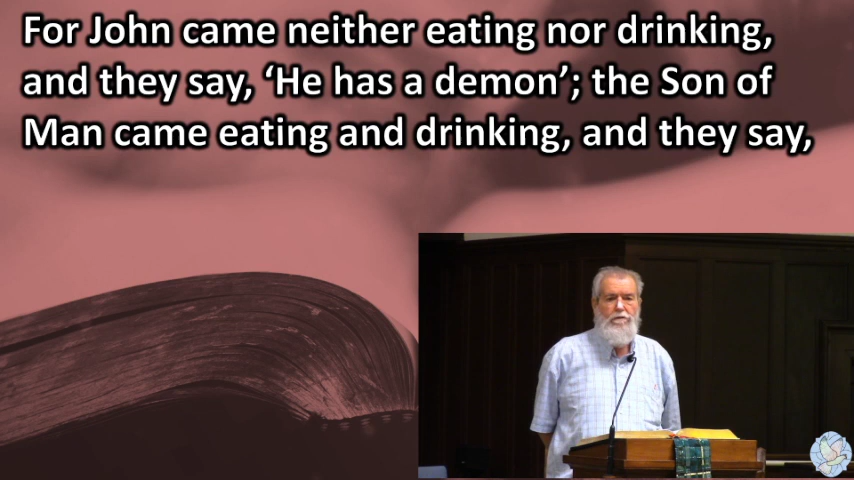 For John came neither eating nor drinking,
and they say, ‘He has a demon’; the Son of
Man came eating and drinking, and they say,